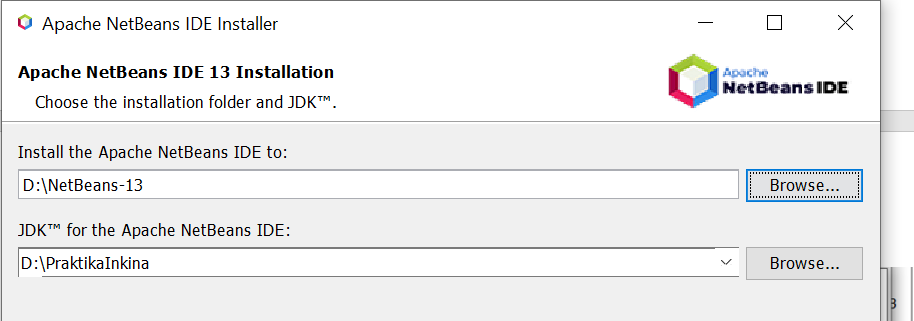 Apache NetBeans IDE Installer
Apache NetBeans IDE 13 Installation
Choose the installation folder and JDK™.
Apache
NetBeans IDE
Install the Apache NetBeans IDE to:
D:\NetBeans-13
Browse...
JDK™ for the Apache NetBeans IDE:
D:\PraktikaInkina
Browse...